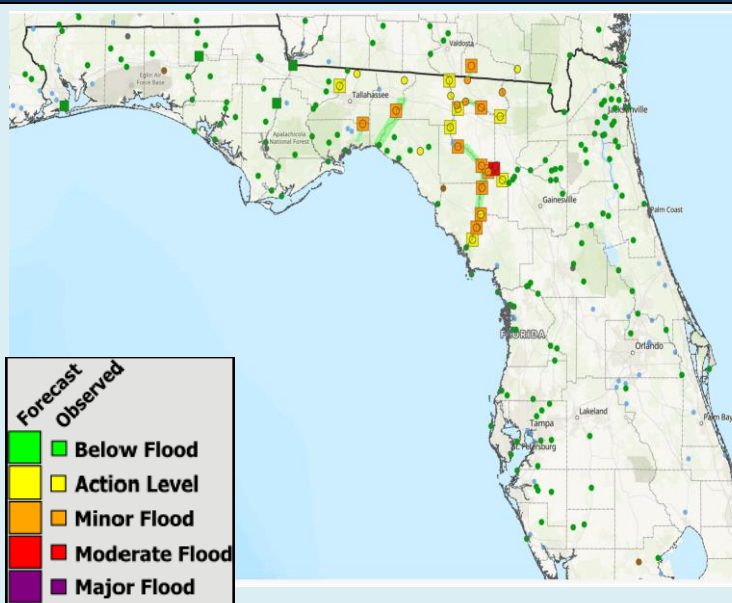 Valdosta
Eglin Air
Force Base
Tallahassee
Apalachicola
National Forest
Jacksonville
Gainesville
Palm Coast
FLORIDA
Orlando
Lakeland
Tampa
St. Petersburg
Palm Bay
Forecast Observed
Below Flood
Action Level
Minor Flood
Moderate Flood
Major Flood